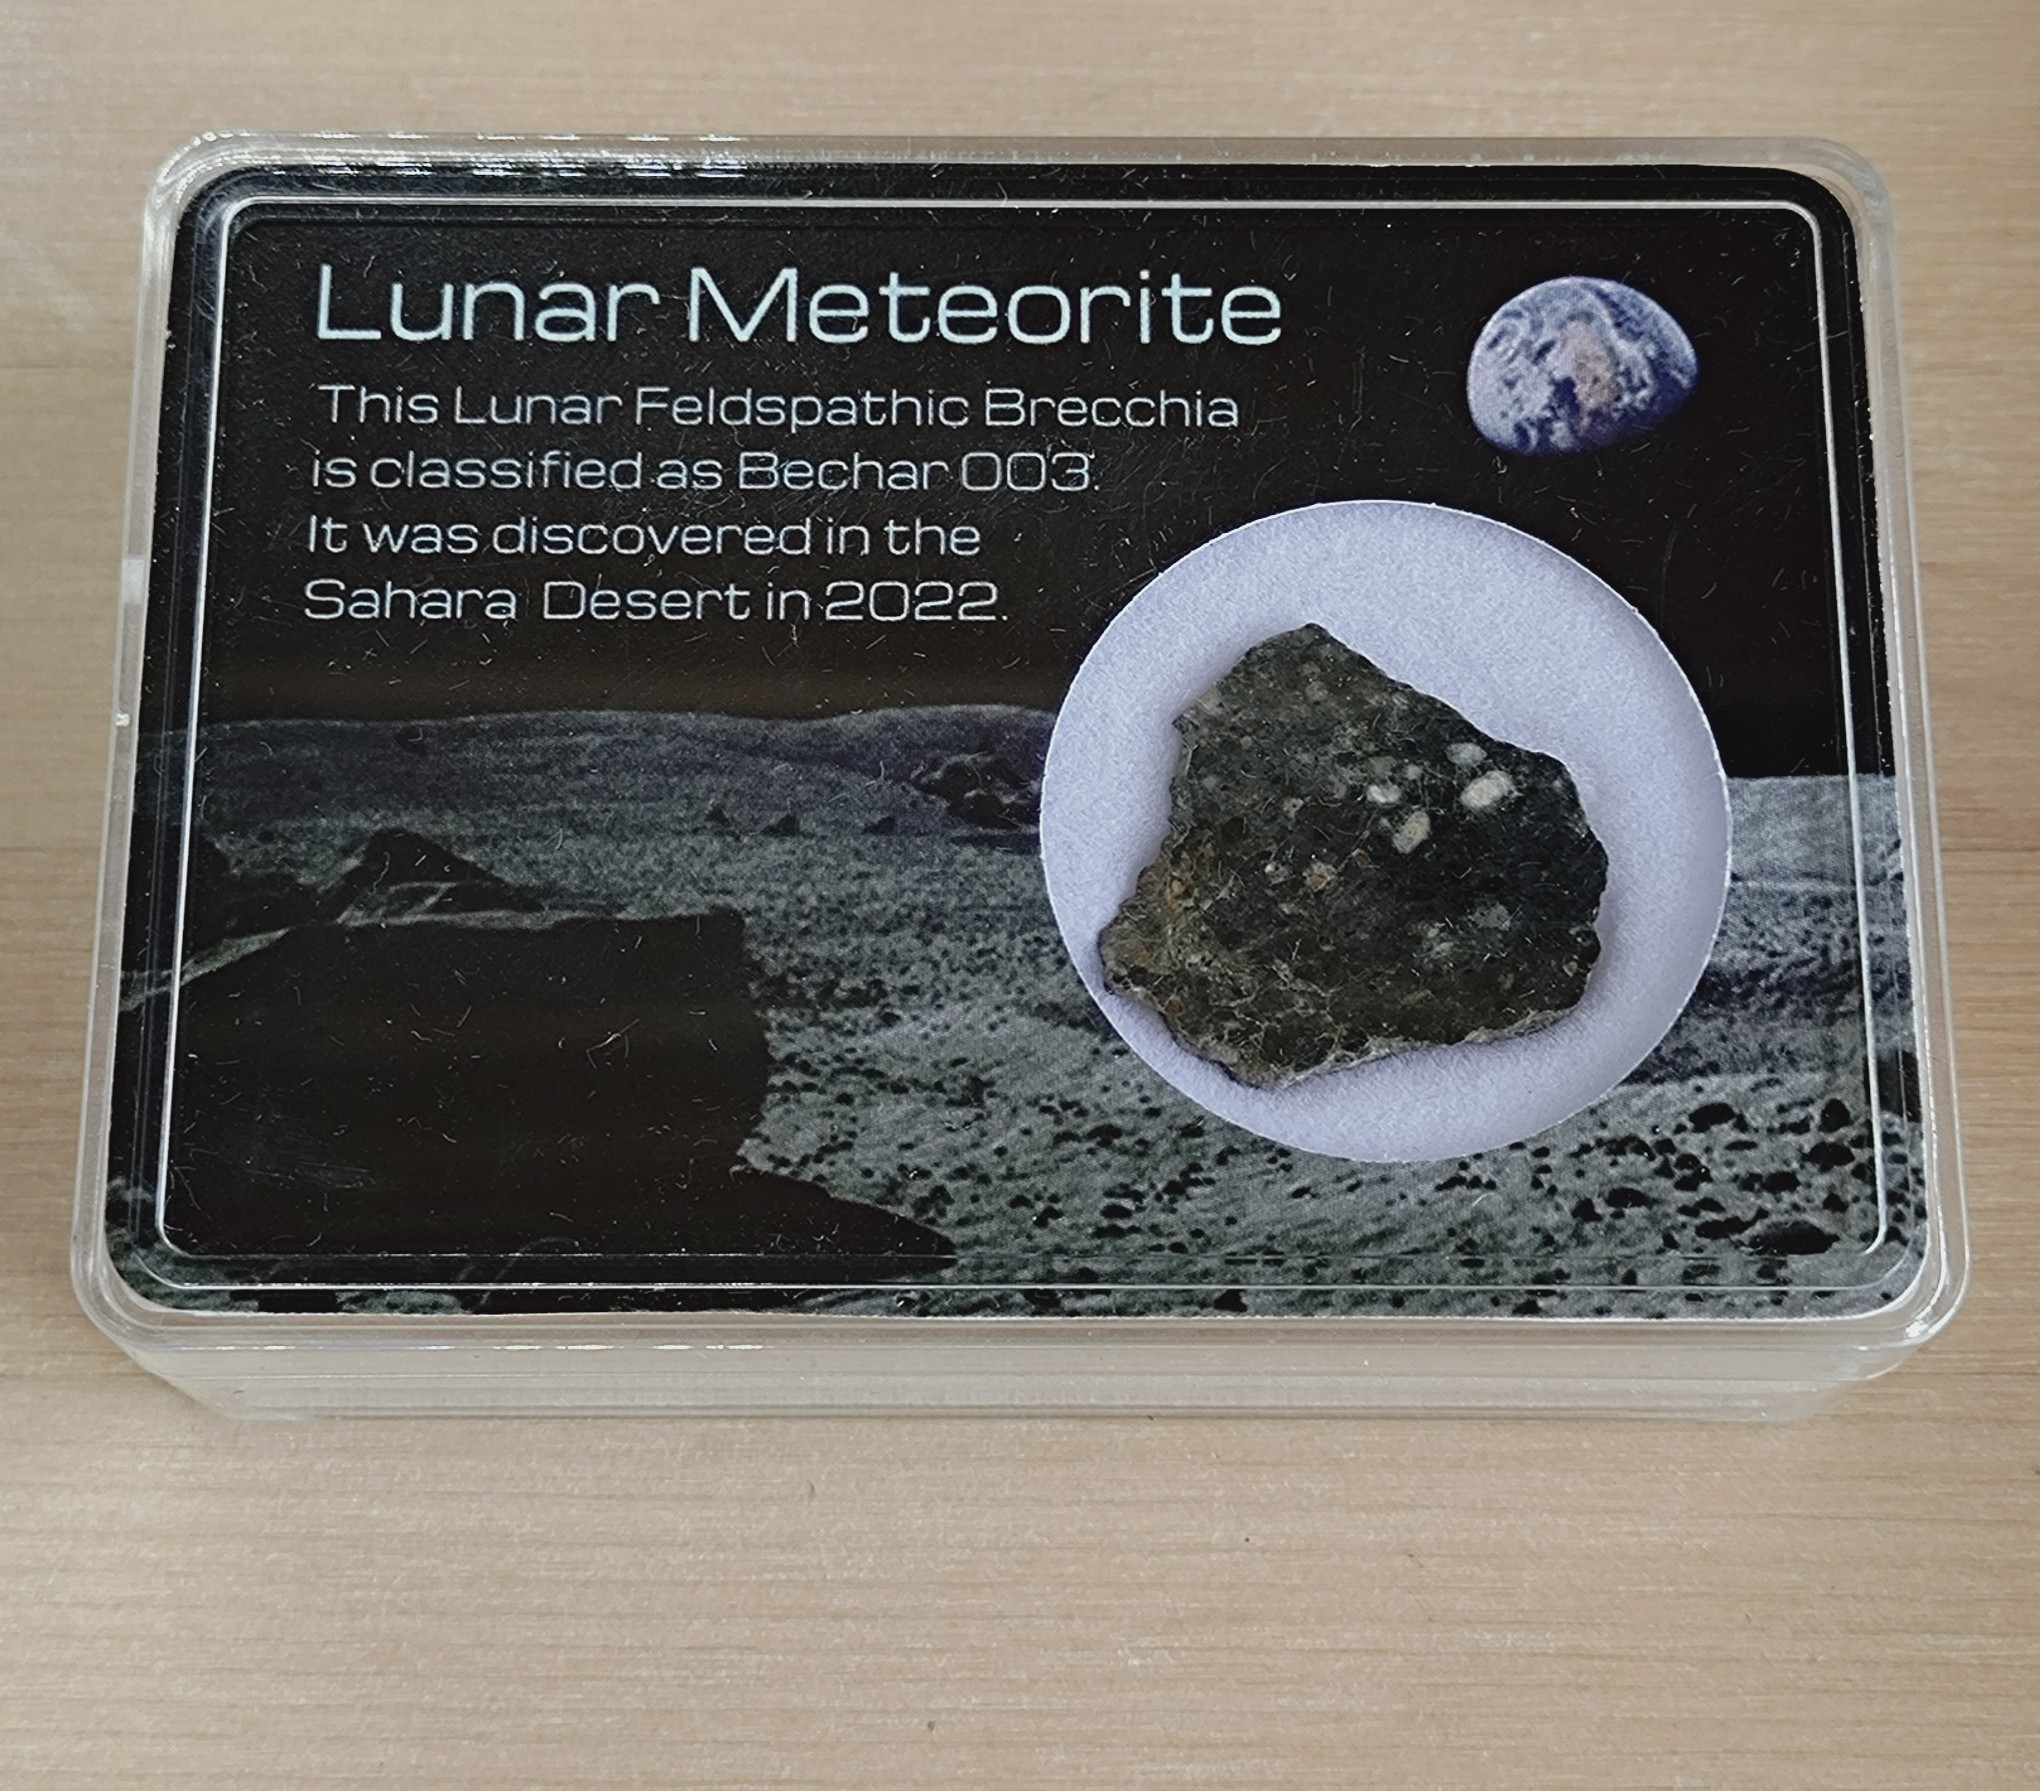 Lunar Meteorite
This Lunar Feldspathic Brecchia
is classified as Bechar 003.
It was discovered in the
Sahara Desert in 2022.